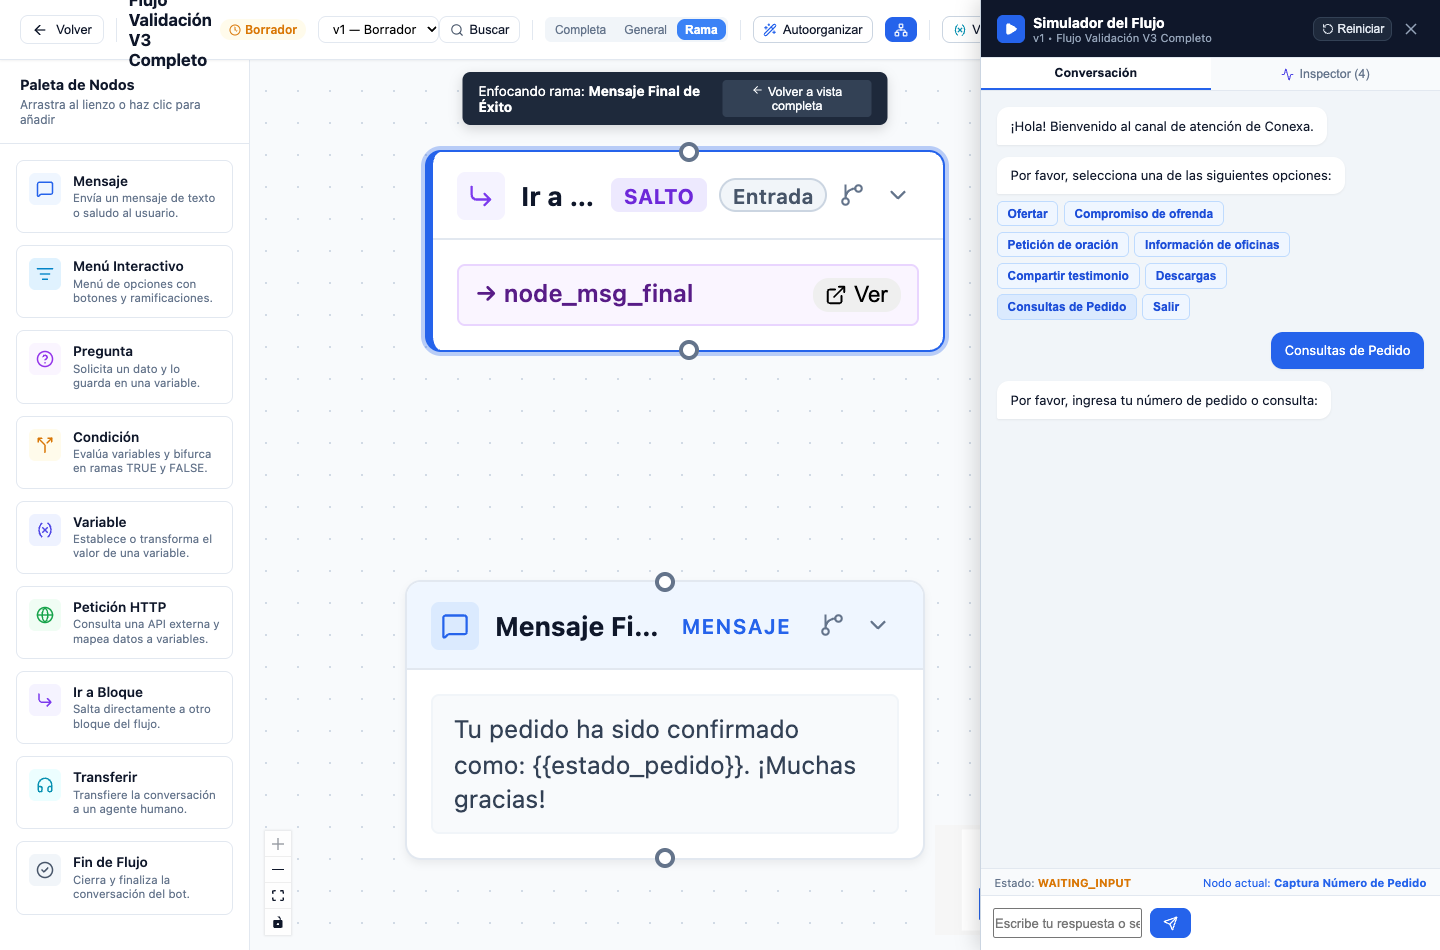 Volver
Flujo
Validación
V3
Completo
Borrador
v1 — Borrador
Buscar
Completa
General
Rama
Autoorganizar
Simulador del Flujo
v1 • Flujo Validación V3 Completo
Reiniciar
Paleta de Nodos
Arrastra al lienzo o haz clic para
añadir
Mensaje
Envía un mensaje de texto
o saludo al usuario.
Menú Interactivo
Menú de opciones con
botones y ramificaciones.
Pregunta
Solicita un dato y lo
guarda en una variable.
Condición
Evalúa variables y bifurca
en ramas TRUE y FALSE.
Variable
Establece o transforma el
valor de una variable.
Petición HTTP
Consulta una API externa y
mapea datos a variables.
Ir a Bloque
Salta directamente a otro
bloque del flujo.
Transferir
Transfiere la conversación
a un agente humano.
Fin de Flujo
Cierra y finaliza la
conversación del bot.
Enfocando rama: Mensaje Final de
Éxito
← Volver a vista
completa
Ir a ...
SALTO
Entrada
→ node_msg_final
Ver
Mensaje Fi...
MENSAJE
Tu pedido ha sido confirmado
como: {{estado_pedido}}. ¡Muchas
gracias!
Conversación
Inspector (4)
¡Hola! Bienvenido al canal de atención de Conexa.
Por favor, selecciona una de las siguientes opciones:
Ofertar
Compromiso de ofrenda
Petición de oración
Información de oficinas
Compartir testimonio
Descargas
Consultas de Pedido
Salir
Consultas de Pedido
Por favor, ingresa tu número de pedido o consulta:
Estado: WAITING_INPUT
Nodo actual: Captura Número de Pedido
Escribe tu respuesta o se